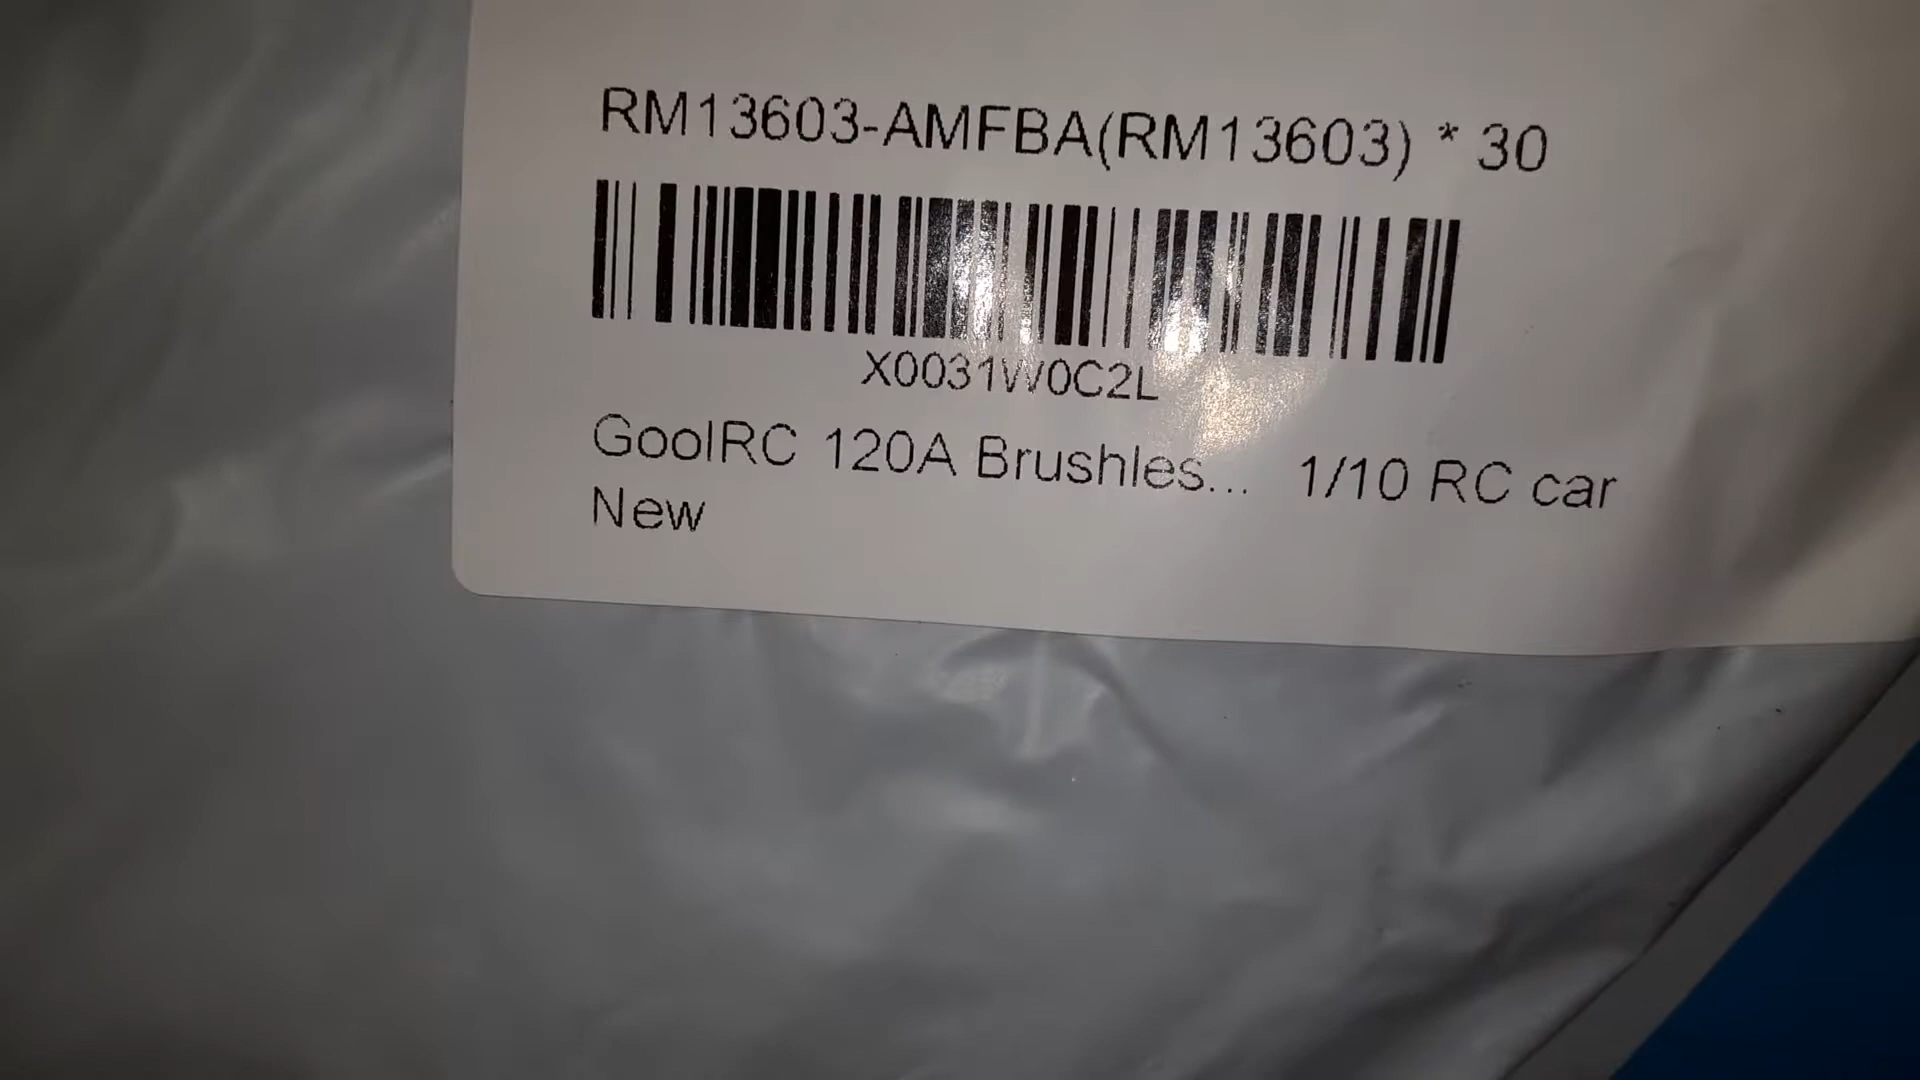 RM13603-AMFBA(RM13603) * 30
X0031W0C2L
GoolRC 120A Brushles... 1/10 RC car
New